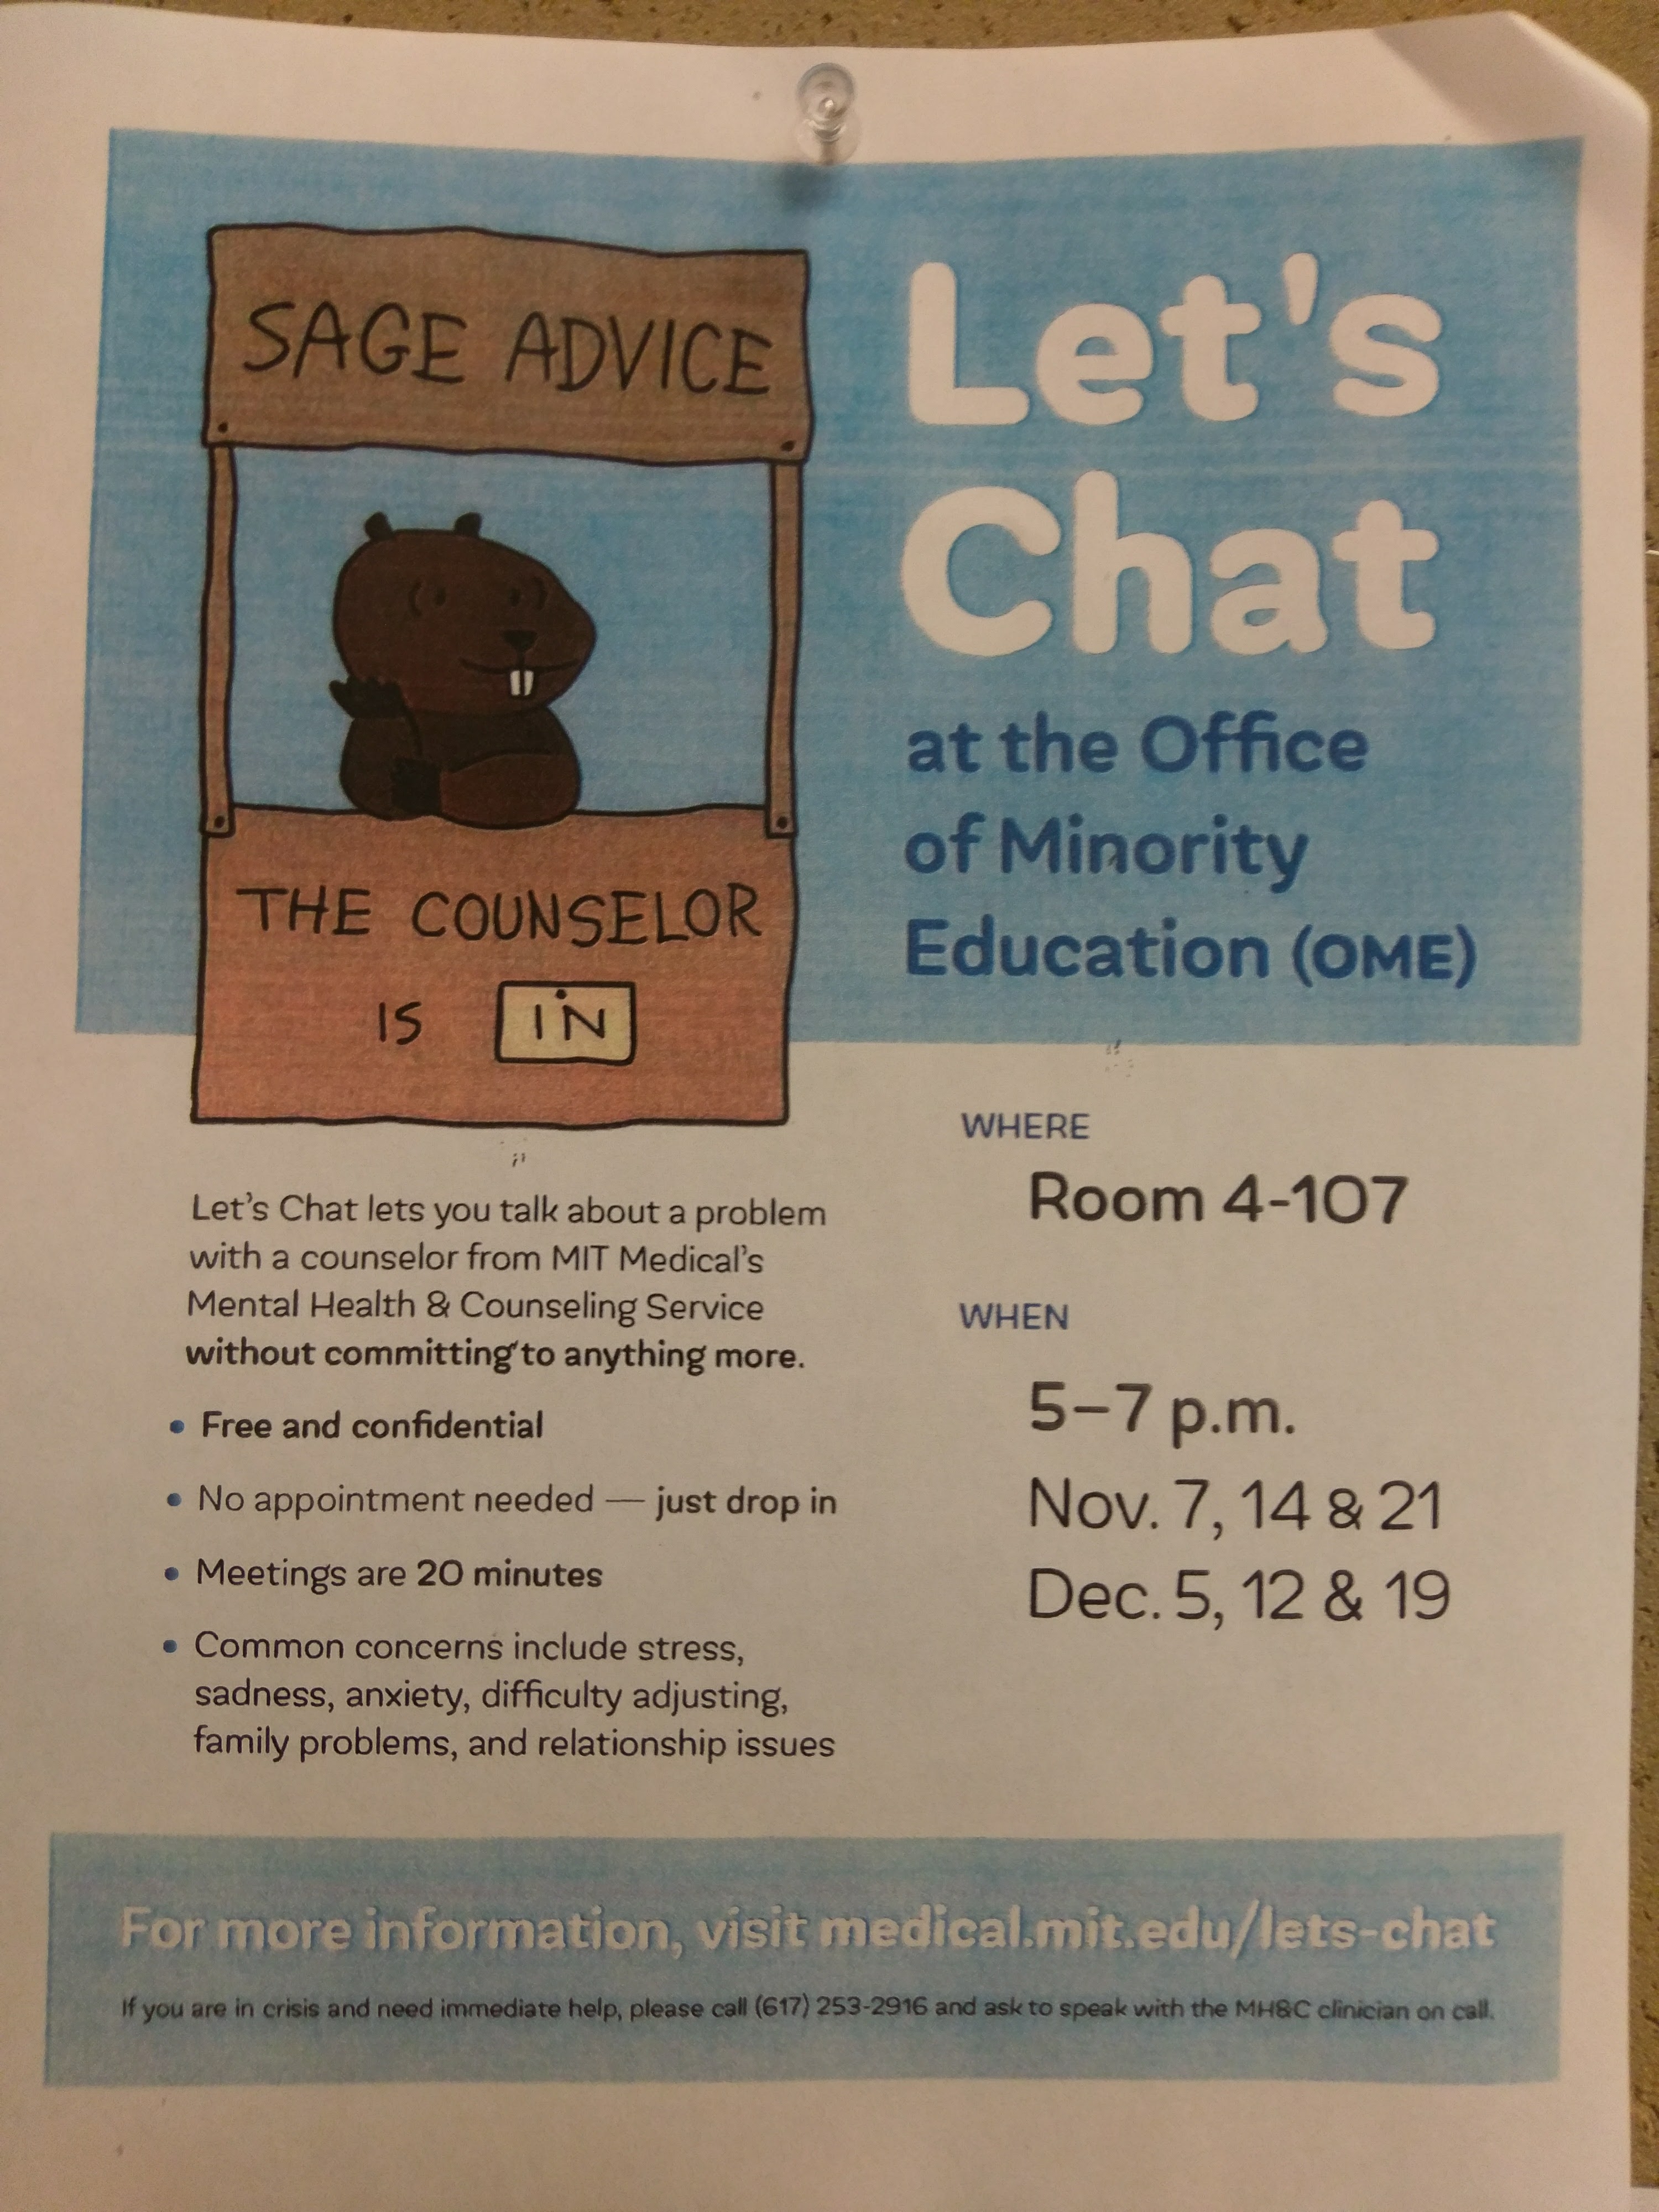 SAGE ADVICE
THE COUNSELOR
IS IN
Let's
Chat
at the Office
of Minority
Education (OME)
Let's Chat lets you talk about a problem
with a counselor from MIT Medical's
Mental Health & Counseling Service
without committing to anything more.
• Free and confidential
• No appointment needed — just drop in
• Meetings are 20 minutes
• Common concerns include stress,
sadness, anxiety, difficulty adjusting,
family problems, and relationship issues
WHERE
Room 4-107
WHEN
5–7 p.m.
Nov. 7, 14 & 21
Dec. 5, 12 & 19
For more information, visit medical.mit.edu/lets-chat
If you are in crisis and need immediate help, please call (617) 253-2916 and ask to speak with the MH&C clinician on call.